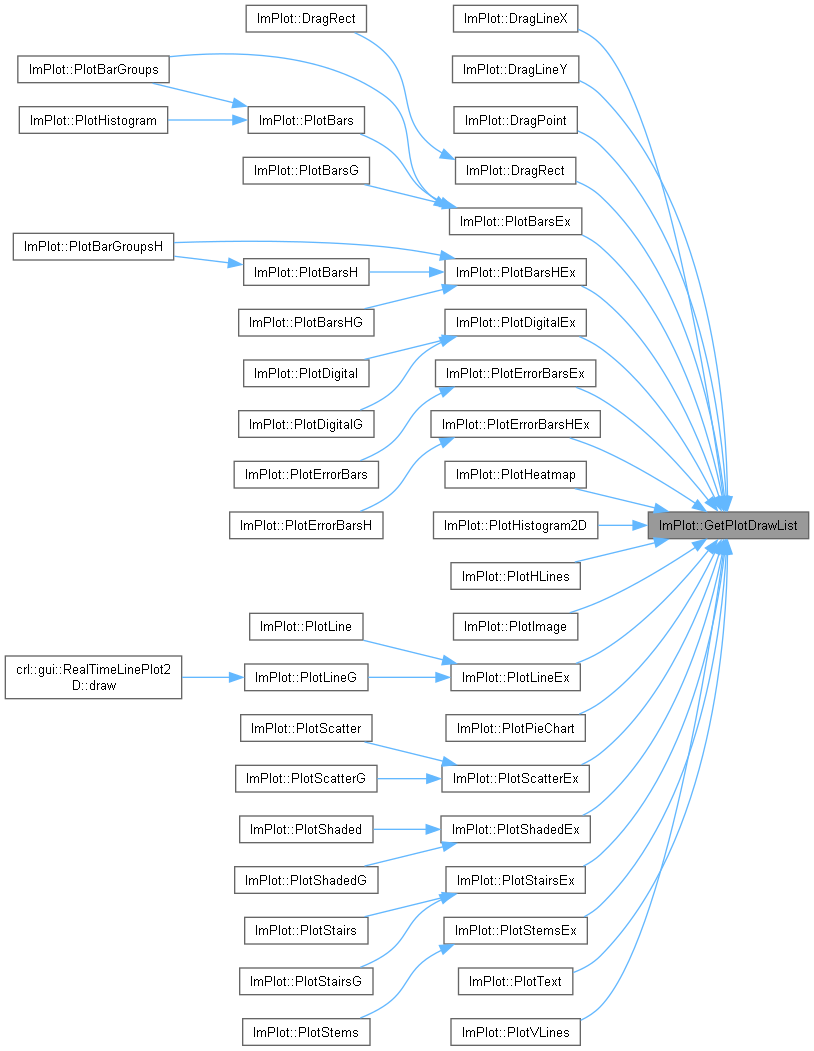 ImPlot::DragRect
ImPlot::DragLineX
ImPlot::PlotBarGroups
ImPlot::DragLineY
ImPlot::PlotHistogram
ImPlot::PlotBars
ImPlot::DragPoint
ImPlot::PlotBarsG
ImPlot::DragRect
ImPlot::PlotBarsEx
ImPlot::PlotBarGroupsH
ImPlot::PlotBarsH
ImPlot::PlotBarsHEx
ImPlot::PlotBarsHG
ImPlot::PlotDigitalEx
ImPlot::PlotDigital
ImPlot::PlotErrorBarsEx
ImPlot::PlotDigitalG
ImPlot::PlotErrorBarsHEx
ImPlot::PlotErrorBars
ImPlot::PlotHeatmap
ImPlot::PlotErrorBarsH
ImPlot::PlotHistogram2D
ImPlot::GetPlotDrawList
ImPlot::PlotHLines
ImPlot::PlotLine
ImPlot::PlotImage
crl::gui::RealTimeLinePlot2
D::draw
ImPlot::PlotLineG
ImPlot::PlotLineEx
ImPlot::PlotScatter
ImPlot::PlotPieChart
ImPlot::PlotScatterG
ImPlot::PlotScatterEx
ImPlot::PlotShaded
ImPlot::PlotShadedEx
ImPlot::PlotShadedG
ImPlot::PlotStairsEx
ImPlot::PlotStairs
ImPlot::PlotStemsEx
ImPlot::PlotStairsG
ImPlot::PlotText
ImPlot::PlotStems
ImPlot::PlotVLines